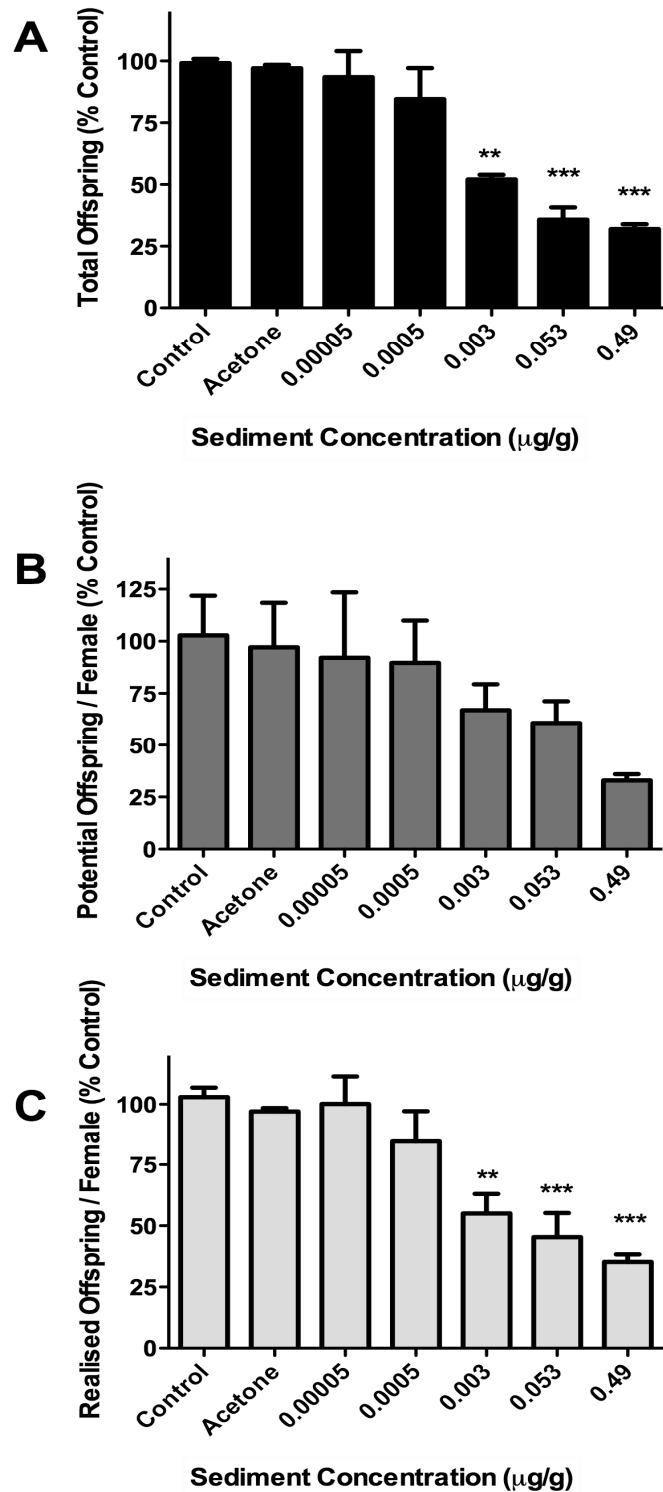 A
Total Offspring (% Control)
100
75
50
25
0
**
***
***
Control
Acetone
0.00005
0.0005
0.003
0.053
0.49
Sediment Concentration (μg/g)
B
Potential Offspring / Female (% Control)
125
100
75
50
25
0
Control
Acetone
0.00005
0.0005
0.003
0.053
0.49
Sediment Concentration (μg/g)
C
Realised Offspring / Female (% Control)
100
75
50
25
0
**
***
***
Control
Acetone
0.00005
0.0005
0.003
0.053
0.49
Sediment Concentration (μg/g)